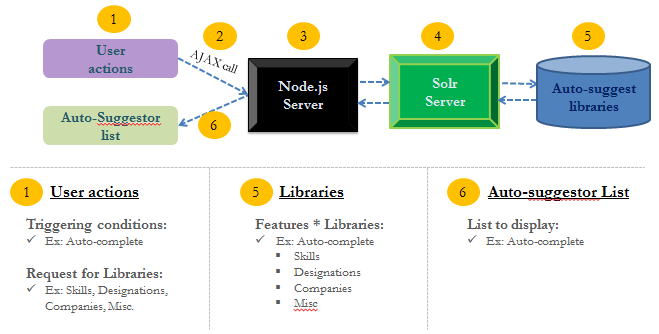 1
2
3
4
5
User
actions
AJAX call
Node.js
Server
Solr
Server
Auto-suggest
libraries
Auto-Suggestor
list
6
1 User actions
Triggering conditions:
✓ Ex: Auto-complete
Request for Libraries:
✓ Ex: Skills, Designations,
Companies, Misc.
5 Libraries
Features * Libraries:
✓ Ex: Auto-complete
▪ Skills
▪ Designations
▪ Companies
▪ Misc
6 Auto-suggestor List
List to display:
✓ Ex: Auto-complete